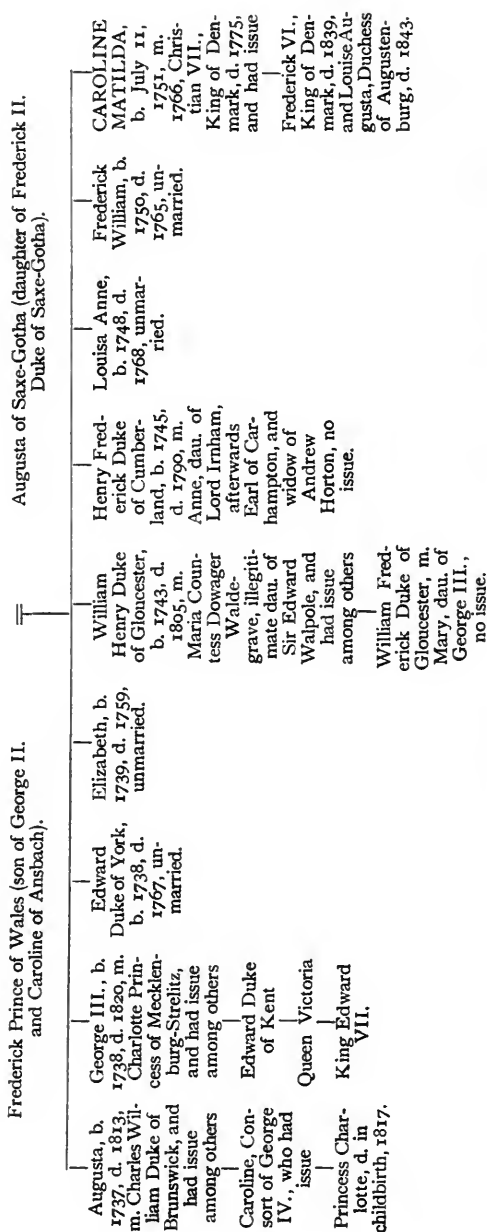 Frederick Prince of Wales (son of George II.
and Caroline of Ansbach).
Augusta of Saxe-Gotha (daughter of Frederick II.
Duke of Saxe-Gotha).
Augusta, b.
1737, d. 1813,
m. Charles Wil-
liam Duke of
Brunswick, and
had issue
among others
Caroline, Con-
sort of George
IV., who had
issue
Princess Char-
lotte, d. in
childbirth, 1817.
George III., b.
1738, d. 1820, m.
Charlotte Prin-
cess of Mecklen-
burg-Strelitz,
and had issue
among others
Edward Duke
of Kent
Queen Victoria
King Edward
VII.
Edward
Duke of York,
b. 1738, d.
1767, un-
married.
Elizabeth, b.
1739, d. 1759,
unmarried.
William
Henry Duke
of Gloucester,
b. 1743, d.
1805, m.
Maria Coun-
tess Dowager
Walde-
grave, illegiti-
mate dau. of
Sir Edward
Walpole, and
had issue
among others
William Fred-
erick Duke of
Gloucester, m.
Mary, dau. of
George III.,
no issue.
Henry Fred-
erick Duke
of Cumber-
land, b. 1745,
d. 1790, m.
Anne, dau. of
Lord Irnham,
afterwards
Earl of Car-
hampton, and
widow of
Andrew
Horton, no
issue.
Louisa Anne,
b. 1748, d.
1768, unmar-
ried.
Frederick
William, b.
1750, d.
1765, un-
married.
CAROLINE
MATILDA,
b. July 11,
1751, m.
1766, Chris-
tian VII.,
King of Den-
mark, d. 1775,
and had issue
Frederick VI.,
King of Den-
mark, d. 1839,
and Louise Au-
gusta, Duchess
of Augusten-
burg, d. 1843.